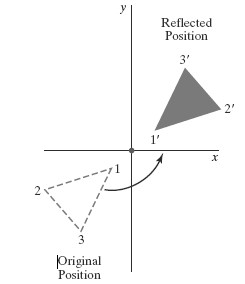 y
Reflected
Position
3′
2′
1′
x
1
2
3
Original
Position